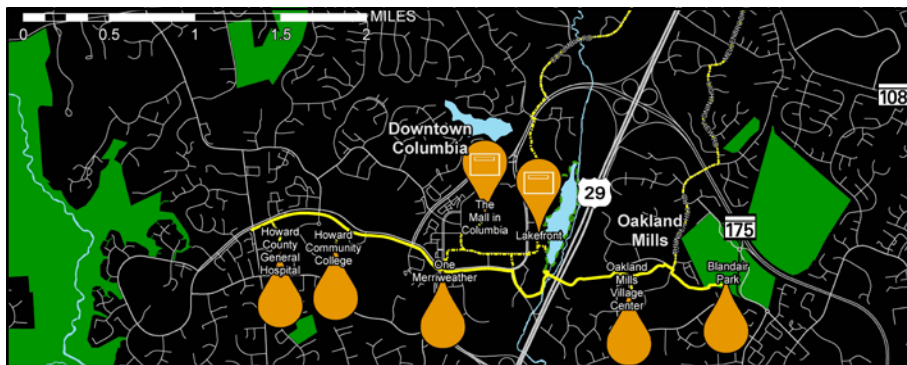 MILES
0 0.5 1 1.5 2
108
Downtown
Columbia
29
The
Mall in
Columbia
Lakefront
Oakland
Mills
175
Howard
County
General
Hospital
Howard
Community
College
One
Merriweather
Oakland
Mills
Village
Center
Blandair
Park